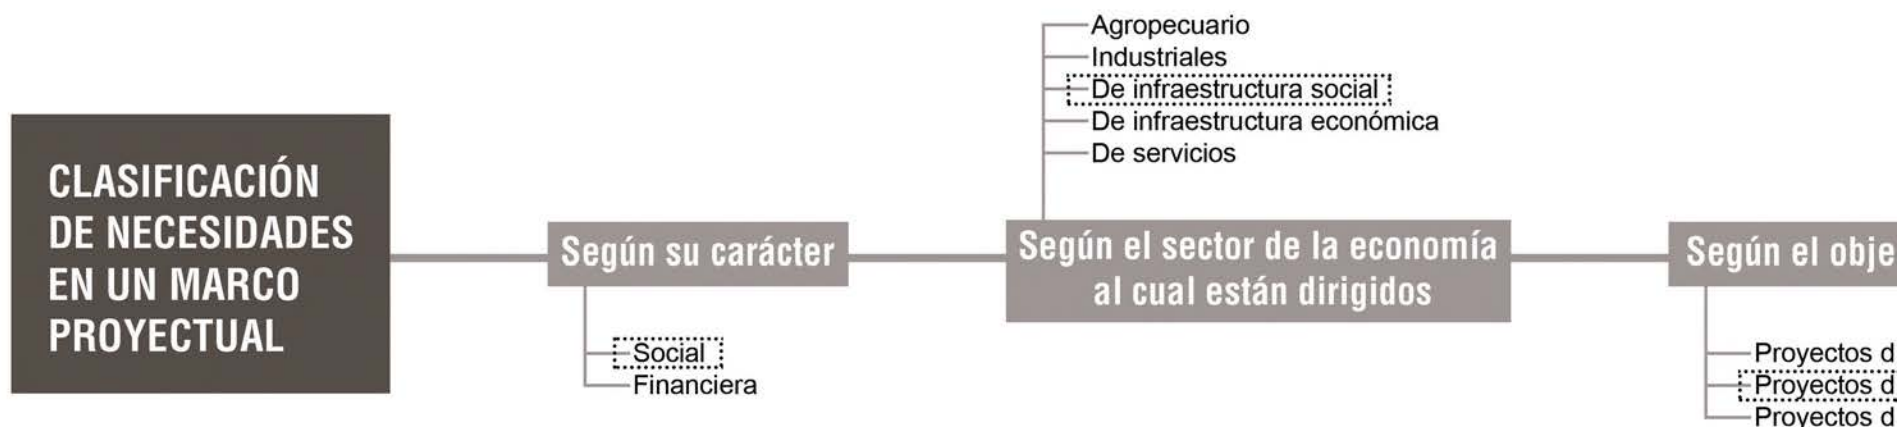 CLASIFICACIÓN
DE NECESIDADES
EN UN MARCO
PROYECTUAL
Según su carácter
Social
Financiera
Agropecuario
Industriales
De infraestructura social
De infraestructura económica
De servicios
Según el sector de la economía
al cual están dirigidos
Según el
Proyectos
Proyectos
Proyectos